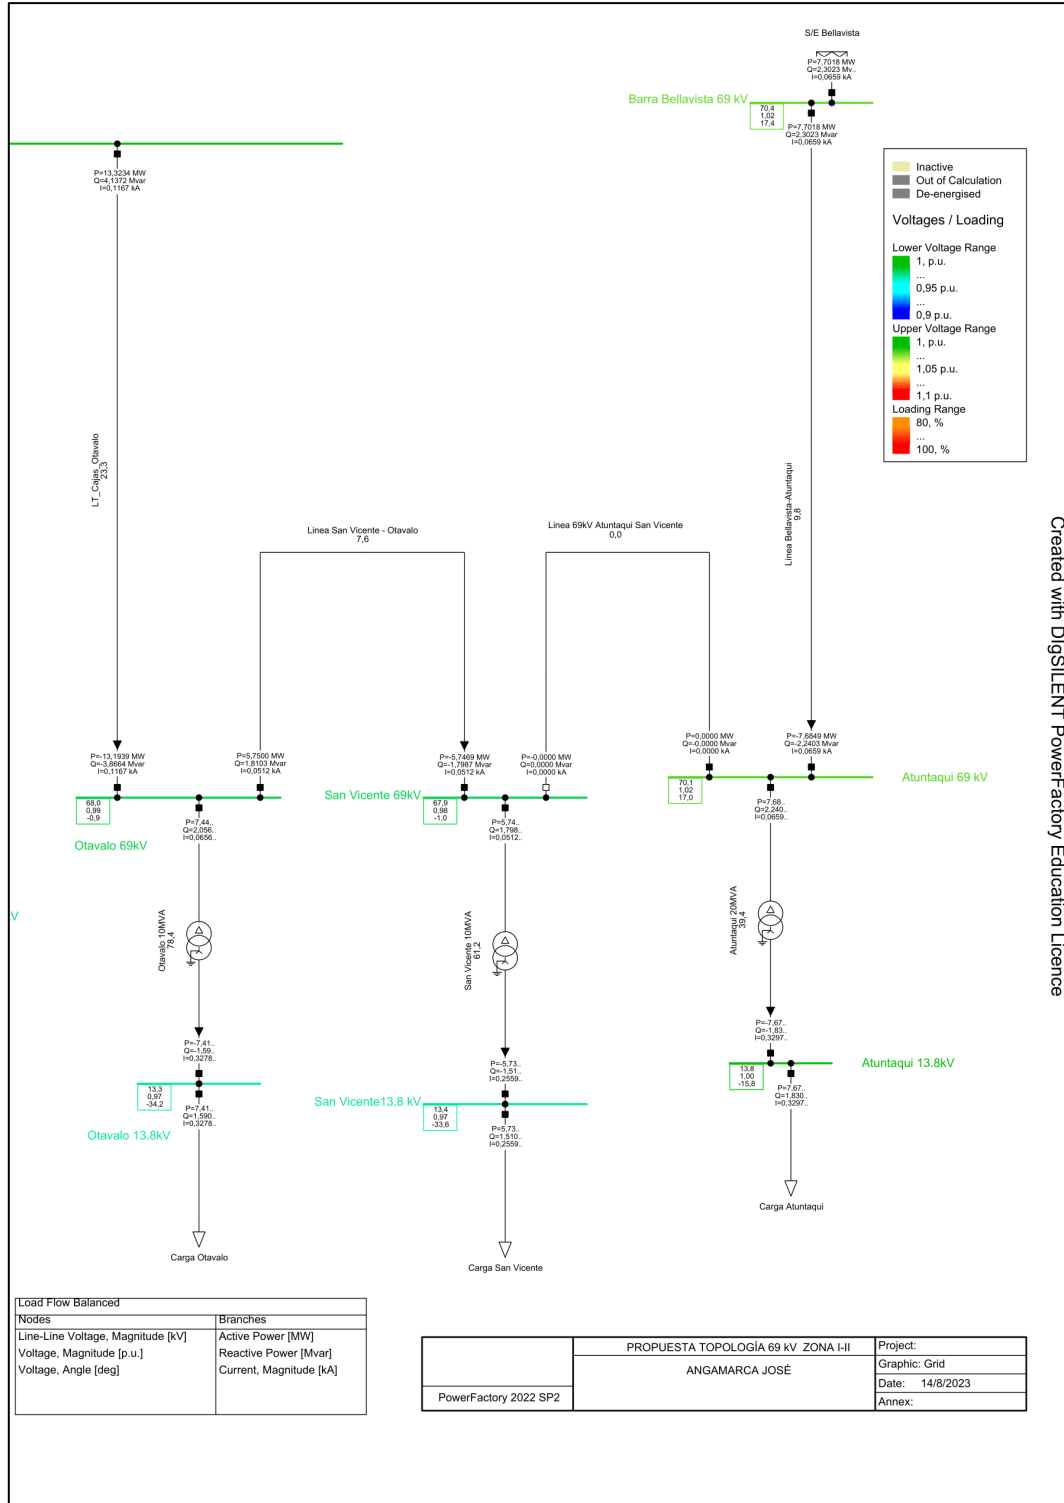 S/E Bellavista
P=7,7018 MW
Q=2,3023 Mv..
I=0,0659 kA
Barra Bellavista 69 kV
70,4
1,02
17,4
P=7,7018 MW
Q=2,3023 Mvar
I=0,0659 kA
P=13,3234 MW
Q=4,1372 Mvar
I=0,1167 kA
Inactive
Out of Calculation
De-energised
Voltages / Loading
Lower Voltage Range
1, p.u.
...
0,95 p.u.
...
0,9 p.u.
Upper Voltage Range
1, p.u.
...
1,05 p.u.
...
1,1 p.u.
Loading Range
80, %
...
100, %
LT_Cajas_Otavalo
23,3
Linea San Vicente - Otavalo
7,6
Linea 69kV Atuntaqui San Vicente
0,0
Línea Bellavista-Atuntaqui
9,8
Created with DIgSILENT PowerFactory Education Licence
P=-13,1939 MW
Q=-3,8664 Mvar
I=0,1167 kA
P=5,7500 MW
Q=1,8103 Mvar
I=0,0512 kA
P=-5,7469 MW
Q=-1,7987 Mvar
I=0,0512 kA
P=-0,0000 MW
Q=0,0000 Mvar
I=0,0000 kA
P=0,0000 MW
Q=-0,0000 Mvar
I=0,0000 kA
P=-7,6849 MW
Q=-2,2403 Mvar
I=0,0659 kA
Atuntaqui 69 kV
70,1
1,02
17,0
San Vicente 69kV
68,0
0,99
-0,9
67,9
0,98
-1,0
P=7,68..
Q=2,240..
I=0,0659..
P=7,44..
Q=2,056..
I=0,0656..
P=5,74..
Q=1,798..
I=0,0512..
Otavalo 69kV
V
Otavalo 10MVA
78,4
San Vicente 10MVA
61,2
Atuntaqui 20MVA
39,4
P=-7,67..
Q=-1,83..
I=0,3297..
P=-7,41..
Q=-1,59..
I=0,3278..
P=-5,73..
Q=-1,51..
I=0,2559..
Atuntaqui 13.8kV
13,8
1,00
-15,8
P=7,67..
Q=1,830..
I=0,3297..
13,3
0,97
-34,2
P=7,41..
Q=1,590..
I=0,3278..
San Vicente13.8 kV
13,4
0,97
-33,6
P=5,73..
Q=1,510..
I=0,2559..
Otavalo 13.8kV
Carga Atuntaqui
Carga Otavalo
Carga San Vicente
Load Flow Balanced
Nodes
Branches
Line-Line Voltage, Magnitude [kV]
Active Power [MW]
Voltage, Magnitude [p.u.]
Reactive Power [Mvar]
Voltage, Angle [deg]
Current, Magnitude [kA]
PROPUESTA TOPOLOGÍA 69 kV ZONA I-II
ANGAMARCA JOSÉ
PowerFactory 2022 SP2
Project:
Graphic: Grid
Date: 14/8/2023
Annex: